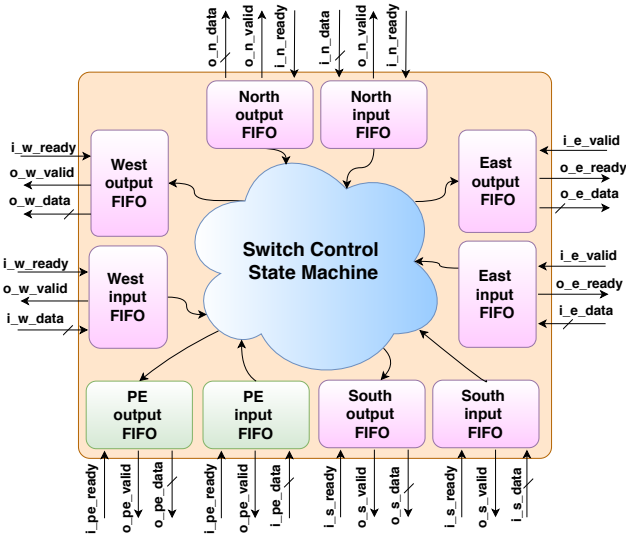 o_n_data
o_n_valid
i_n_ready
i_n_data
o_n_valid
i_n_ready
North
output
FIFO
North
input
FIFO
i_w_ready
o_w_valid
o_w_data
West
output
FIFO
East
output
FIFO
i_e_valid
o_e_ready
o_e_data
Switch Control
State Machine
i_w_ready
o_w_valid
i_w_data
West
input
FIFO
East
input
FIFO
i_e_valid
o_e_ready
i_e_data
PE
output
FIFO
PE
input
FIFO
South
output
FIFO
South
input
FIFO
i_pe_ready
o_pe_valid
o_pe_data
i_pe_ready
o_pe_valid
i_pe_data
i_s_ready
o_s_valid
o_s_data
i_s_ready
o_s_valid
i_s_data